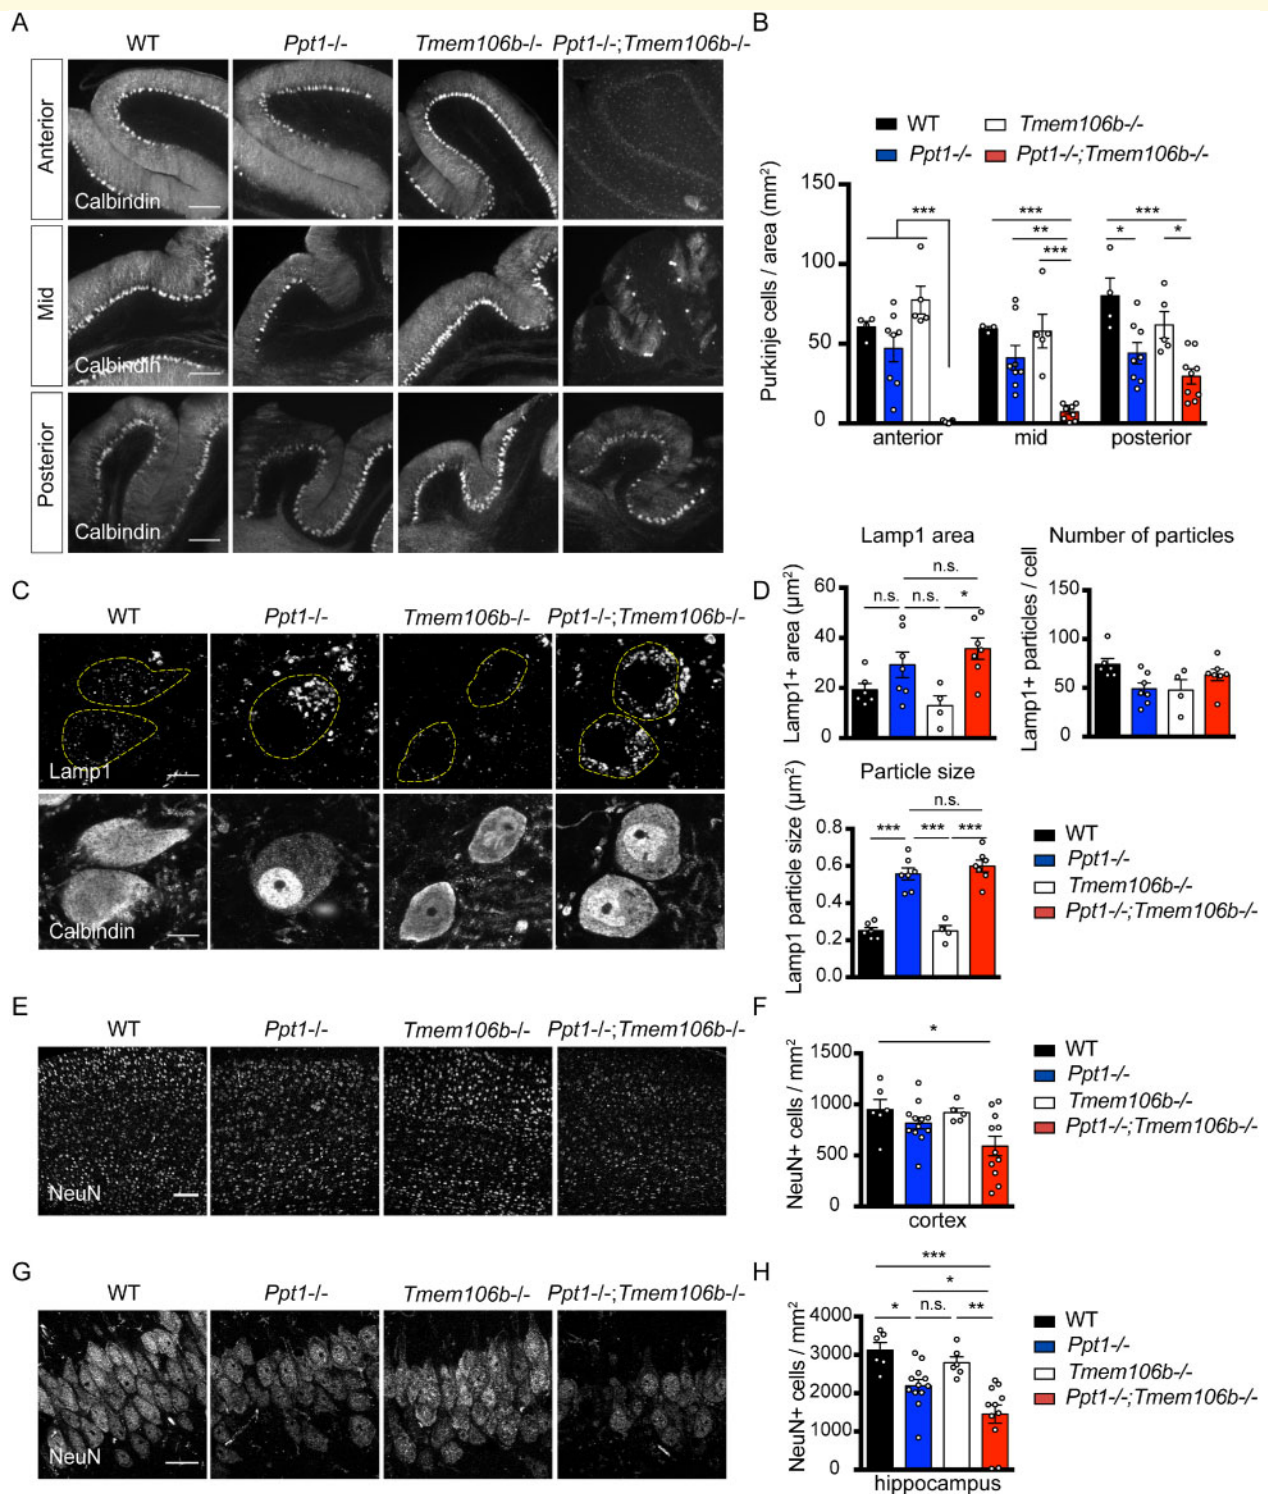 A
WT
Ppt1-/-
Tmem106b-/-
Ppt1-/-;Tmem106b-/-
Anterior
Calbindin
Mid
Calbindin
Posterior
Calbindin
B
WT
Tmem106b-/-
Ppt1-/-
Ppt1-/-;Tmem106b-/-
Purkinje cells / area (mm²)
150
100
50
0
***
***
**
***
***
*
*
anterior
mid
posterior
C
WT
Ppt1-/-
Tmem106b-/-
Ppt1-/-;Tmem106b-/-
Lamp1
Calbindin
D
Lamp1 area
Lamp1+ area (µm²)
60
40
20
0
n.s.
n.s.
n.s.
*
Number of particles
Lamp1+ particles / cell
150
100
50
0
Particle size
Lamp1 particle size (µm²)
0.8
0.6
0.4
0.2
0.0
n.s.
***
***
***
WT
Ppt1-/-
Tmem106b-/-
Ppt1-/-;Tmem106b-/-
E
WT
Ppt1-/-
Tmem106b-/-
Ppt1-/-;Tmem106b-/-
NeuN
F
NeuN+ cells / mm²
1500
1000
500
0
*
cortex
WT
Ppt1-/-
Tmem106b-/-
Ppt1-/-;Tmem106b-/-
G
WT
Ppt1-/-
Tmem106b-/-
Ppt1-/-;Tmem106b-/-
NeuN
H
NeuN+ cells / mm²
4000
3000
2000
1000
0
***
*
*
n.s.
**
hippocampus
WT
Ppt1-/-
Tmem106b-/-
Ppt1-/-;Tmem106b-/-